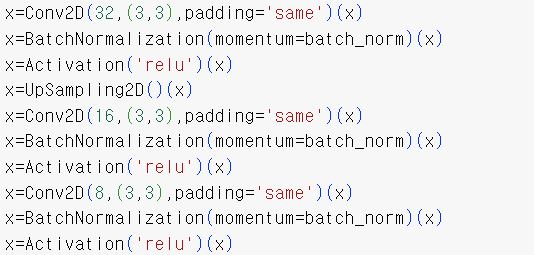 x=Conv2D(32,(3,3),padding='same')(x)
x=BatchNormalization(momentum=batch_norm)(x)
x=Activation('relu')(x)
x=UpSampling2D()(x)
x=Conv2D(16,(3,3),padding='same')(x)
x=BatchNormalization(momentum=batch_norm)(x)
x=Activation('relu')(x)
x=Conv2D(8,(3,3),padding='same')(x)
x=BatchNormalization(momentum=batch_norm)(x)
x=Activation('relu')(x)